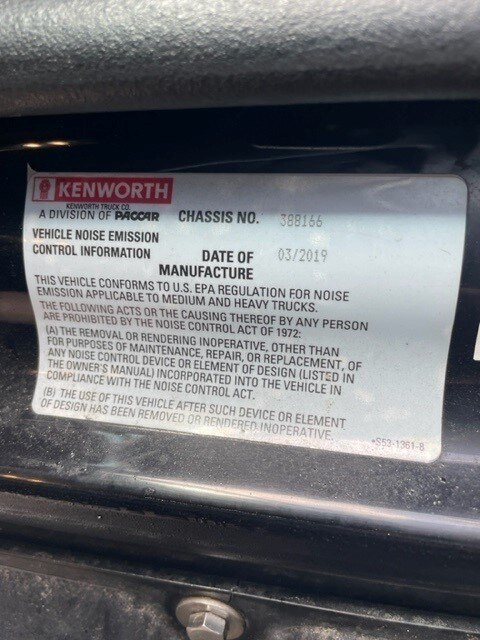 KENWORTH
KENWORTH TRUCK CO.
A DIVISION OF PACCAR CHASSIS NO. 388166
VEHICLE NOISE EMISSION
CONTROL INFORMATION DATE OF 03/2019
MANUFACTURE
THIS VEHICLE CONFORMS TO U.S. EPA REGULATION FOR NOISE
EMISSION APPLICABLE TO MEDIUM AND HEAVY TRUCKS.
THE FOLLOWING ACTS OR THE CAUSING THEREOF BY ANY PERSON
ARE PROHIBITED BY THE NOISE CONTROL ACT OF 1972:
(A) THE REMOVAL OR RENDERING INOPERATIVE, OTHER THAN
FOR PURPOSES OF MAINTENANCE, REPAIR, OR REPLACEMENT, OF
ANY NOISE CONTROL DEVICE OR ELEMENT OF DESIGN (LISTED IN
THE OWNER'S MANUAL) INCORPORATED INTO THE VEHICLE IN
COMPLIANCE WITH THE NOISE CONTROL ACT.
(B) THE USE OF THIS VEHICLE AFTER SUCH DEVICE OR ELEMENT
OF DESIGN HAS BEEN REMOVED OR RENDERED INOPERATIVE.
*S53-1361-8